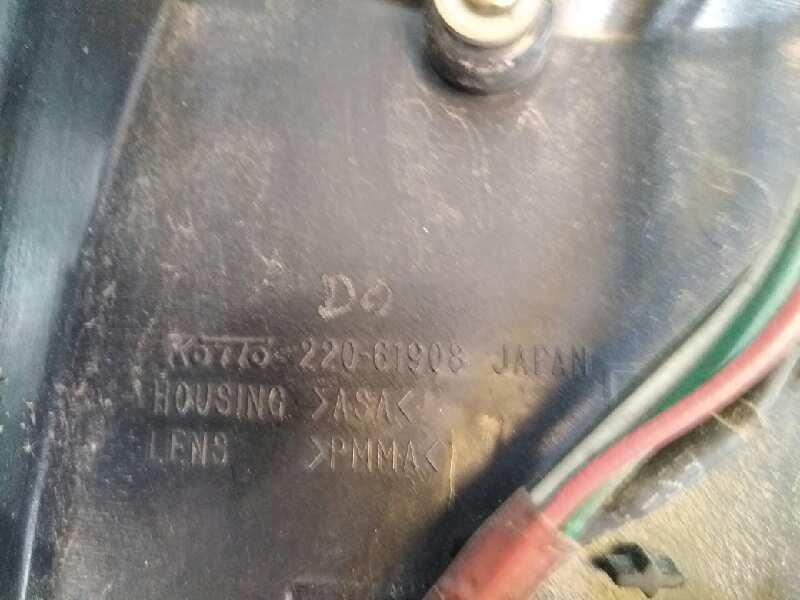 DO
KOITO 220-61908 JAPAN
HOUSING >ASA<
LENS >PMMA<